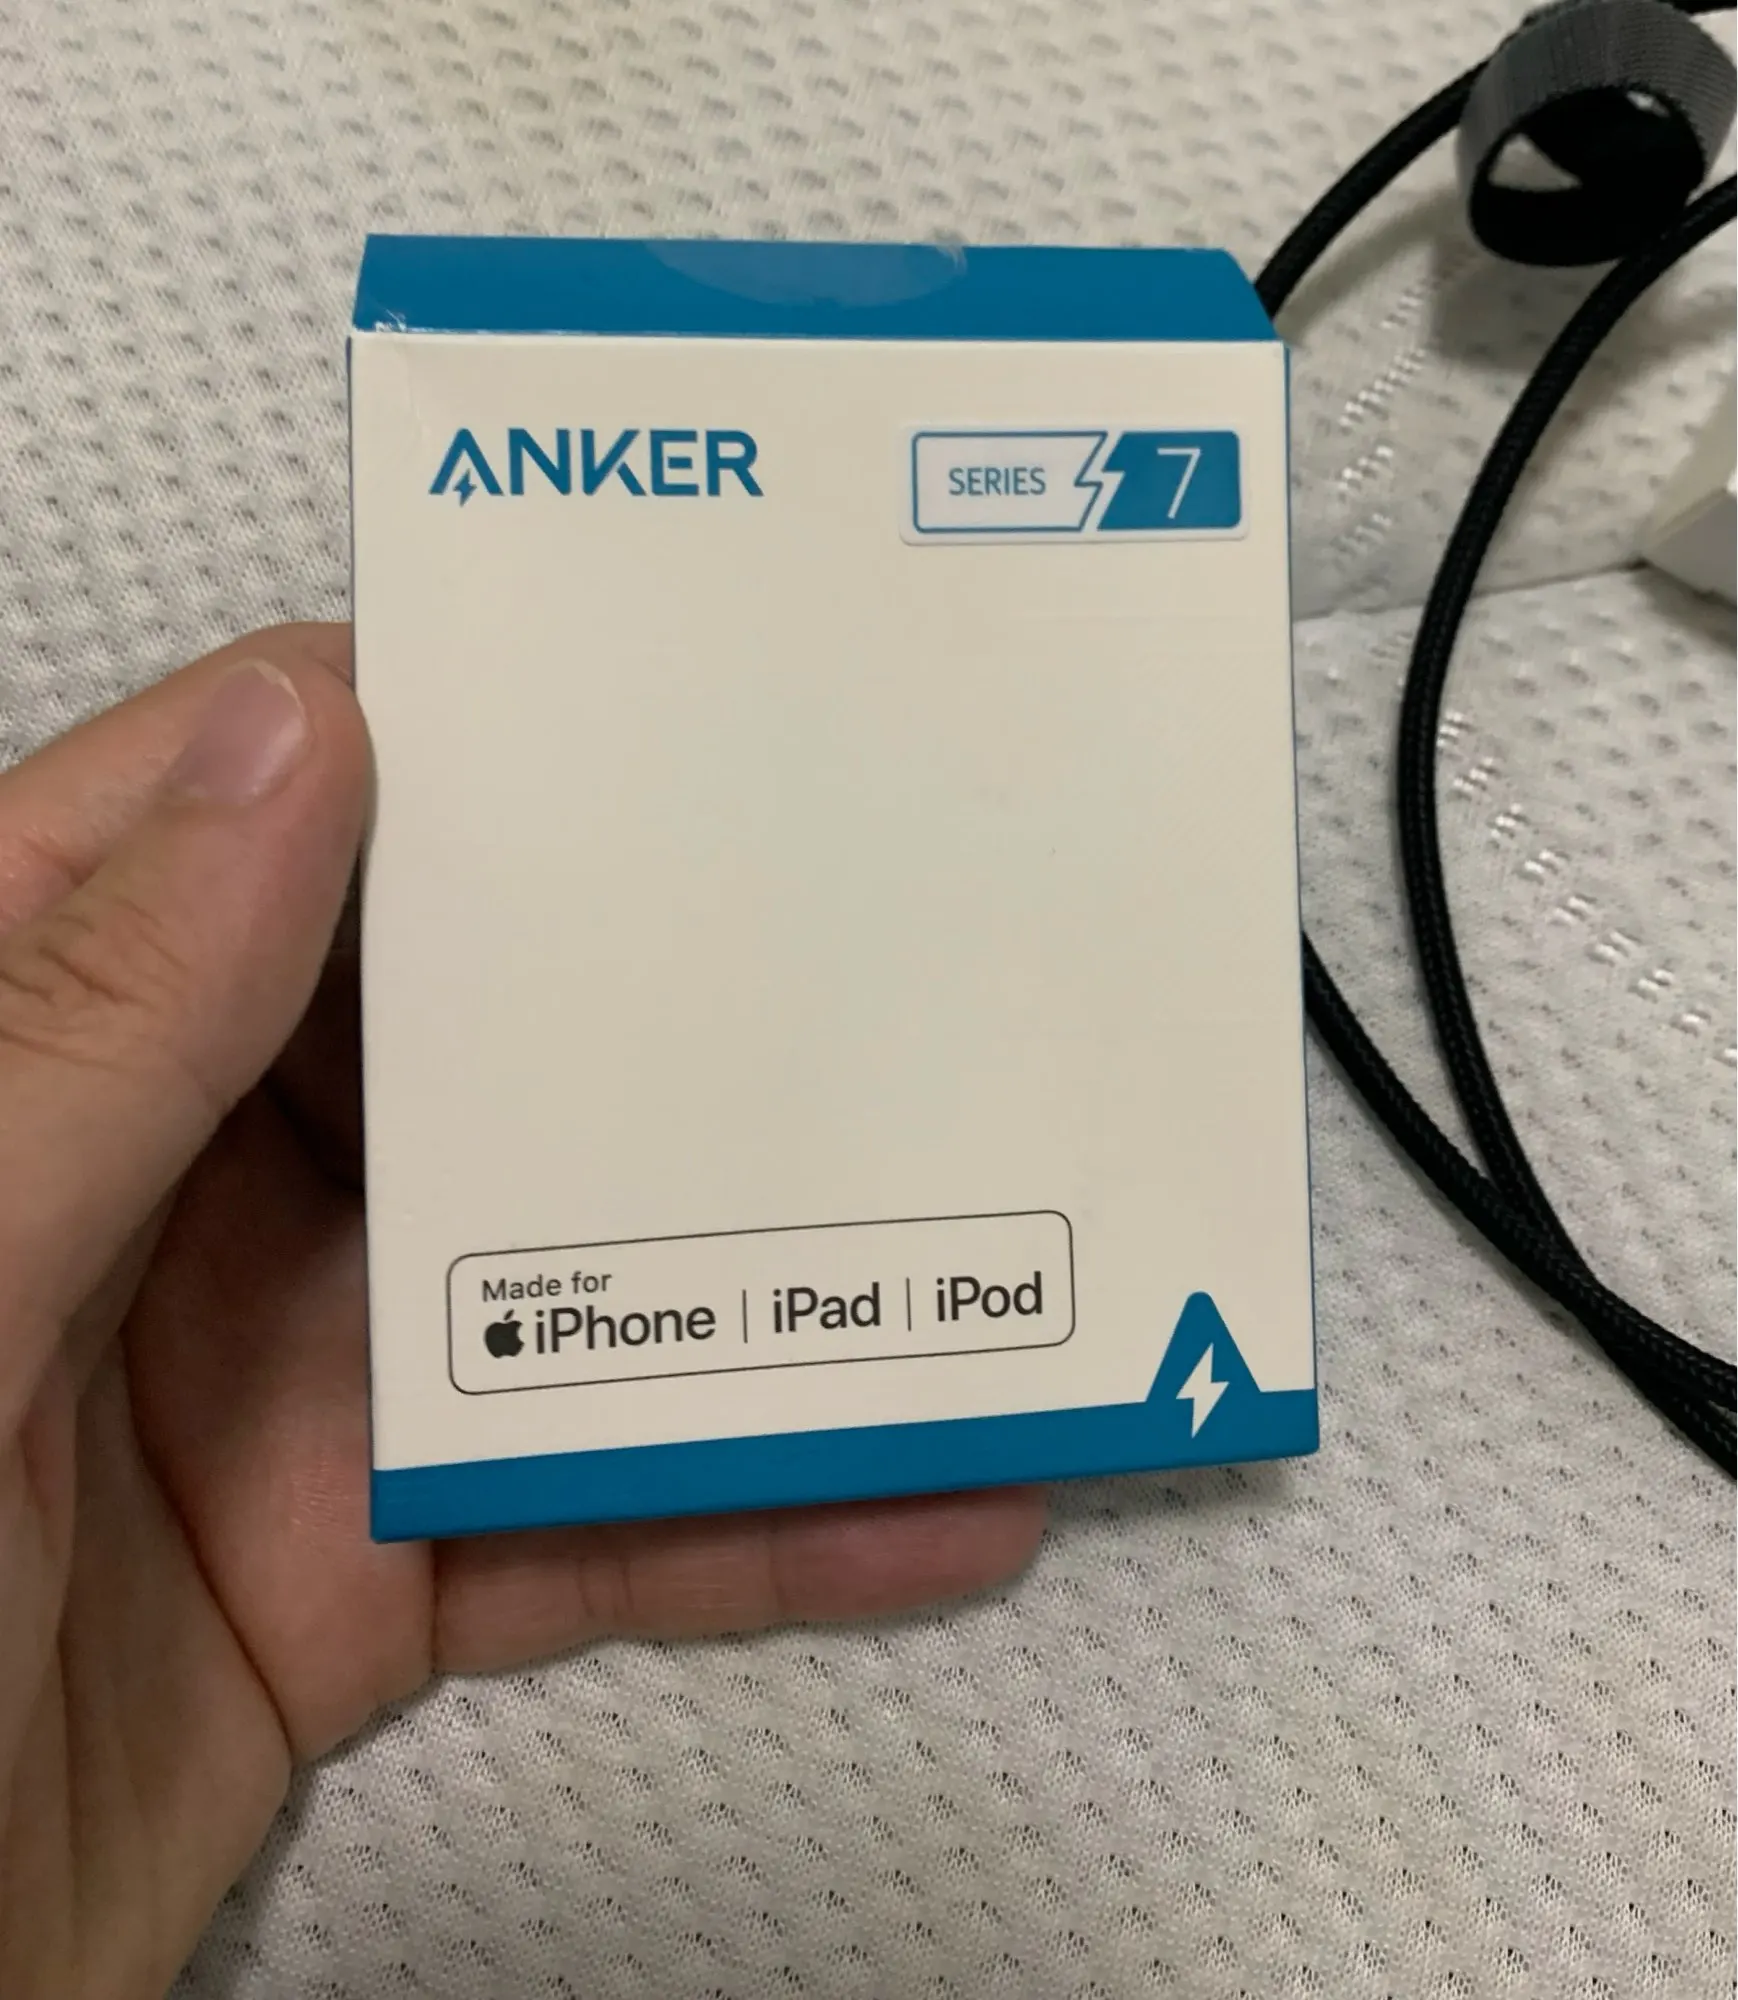 ANKER
SERIES 7
Made for
iPhone | iPad | iPod